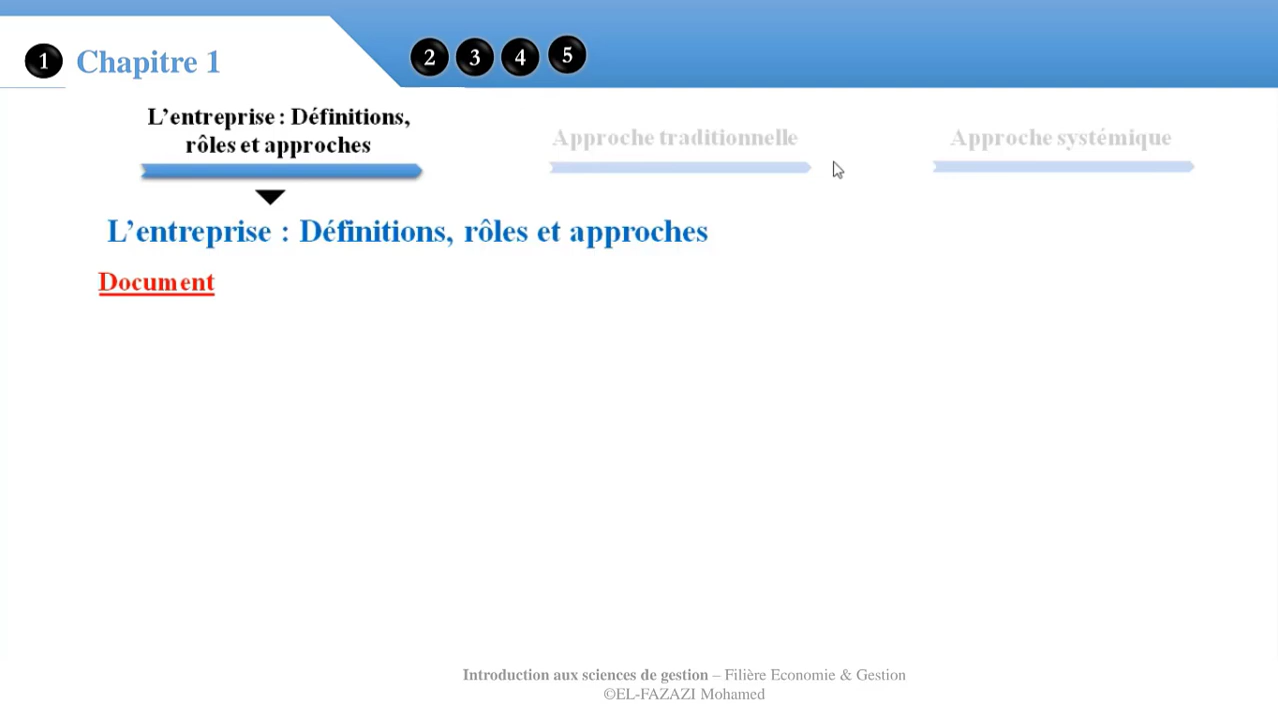 1 Chapitre 1
2 3 4 5
L'entreprise : Définitions,
rôles et approches
Approche traditionnelle
Approche systémique
L'entreprise : Définitions, rôles et approches
Document
Introduction aux sciences de gestion – Filière Economie & Gestion
©EL-FAZAZI Mohamed